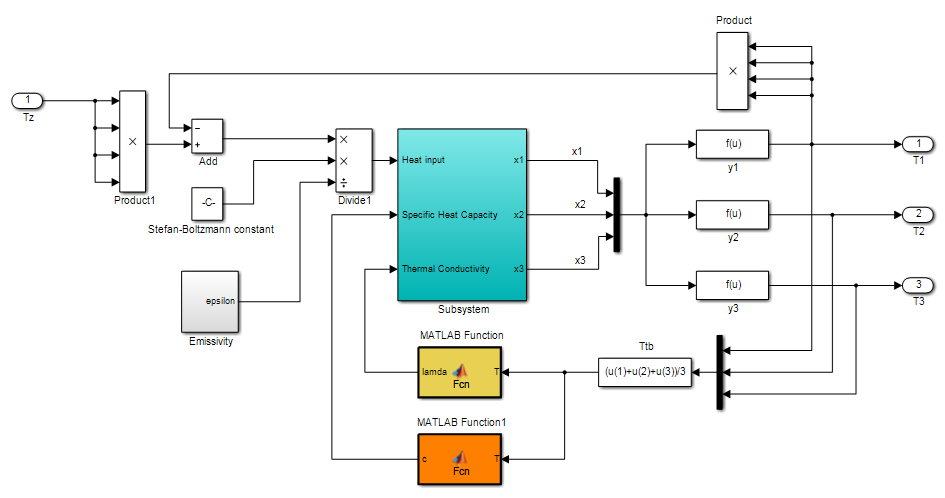 Product
×
1
Tz
×
Product1
−
+
Add
-C-
Stefan-Boltzmann constant
epsilon
Emissivity
×
×
÷
Divide1
Heat input
Specific Heat Capacity
Thermal Conductivity
x1
x2
x3
Subsystem
x1
x2
x3
f(u)
y1
f(u)
y2
f(u)
y3
1
T1
2
T2
3
T3
MATLAB Function
lamda
T
Fcn
MATLAB Function1
c
T
Fcn
Ttb
(u(1)+u(2)+u(3))/3